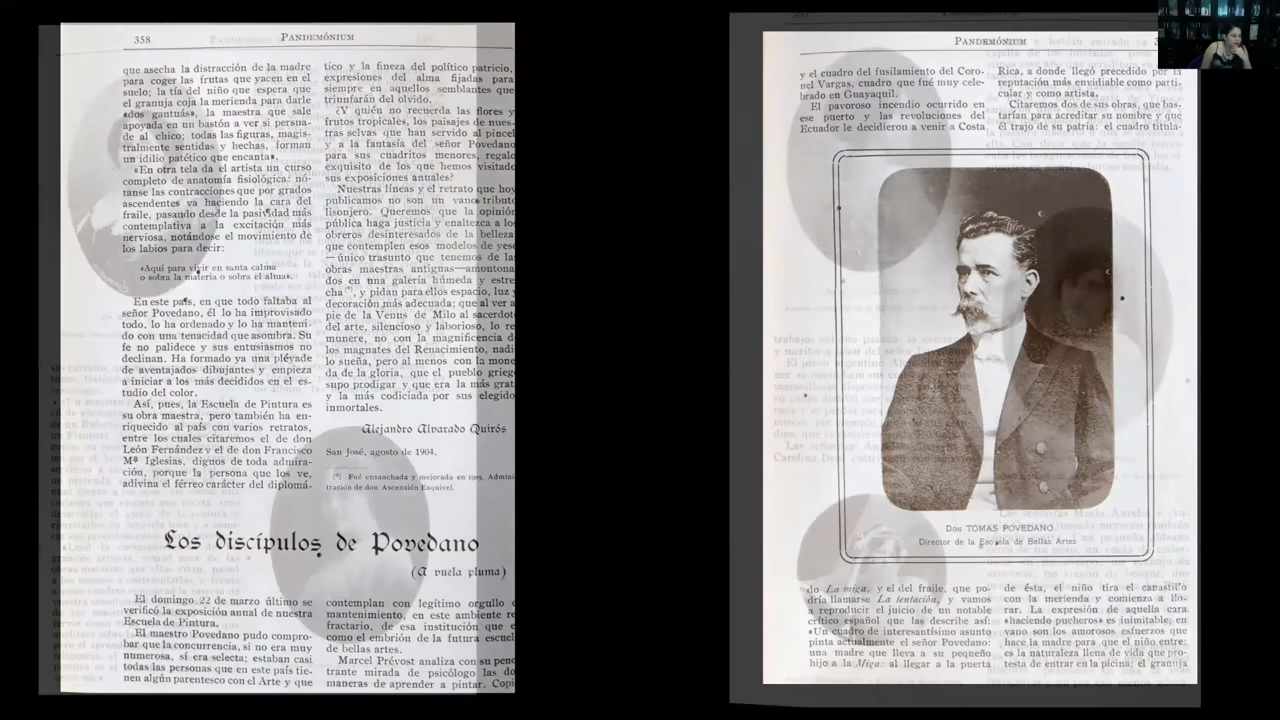 358
PANDEMÓNIUM
que asecha la distracción de la madre
para coger las frutas que yacen en el
suelo; la tía del niño que espera que
el granuja coja la merienda para darle
«dos gantuás», la maestra que sale
apoyada en un bastón a ver si persua-
de al chico; todas las figuras, magis-
tralmente sentidas y hechas, forman
un idilio patético que encanta».
«En otra tela da el artista un curso
completo de anatomía fisiológica: nó-
tanse las contracciones que por grados
ascendentes va haciendo la cara del
fraile, pasando desde la pasividad más
contemplativa a la excitación más
nerviosa, notándose el movimiento de
los labios para decir:
«Aquí para vivir en santa calma
o sobra la materia o sobra el alma».
En este país, en que todo faltaba al
señor Povedano, él lo ha improvisado
todo, lo ha ordenado y lo ha manteni-
do con una tenacidad que asombra. Su
fe no palidece y sus entusiasmos no
declinan. Ha formado ya una pléyade
de aventajados dibujantes y empieza
a iniciar a los más decididos en el es-
tudio del color.
Así, pues, la Escuela de Pintura es
su obra maestra, pero también ha en-
riquecido al país con varios retratos,
entre los cuales citaremos el de don
León Fernández y el de don Francisco
Mª Iglesias, dignos de toda admira-
ción, porque la persona que los ve,
adivina el férreo carácter del diplomá-
tico y la fineza del político patricio,
expresiones del alma fijadas para
siempre en aquellos semblantes que
triunfarán del olvido.
¿Y quién no recuerda las flores y
frutos tropicales, los paisajes de nues-
tras selvas que han servido al pincel
y a la fantasía del señor Povedano
para sus cuadros menores, regalo
exquisito de los que hemos visitado
sus exposiciones anuales?
Nuestras líneas y el retrato que hoy
publicamos no son un vano tributo
lisonjero. Queremos que la opinión
pública haga justicia y enaltezca a los
obreros desinteresados de la belleza
que contemplen esos modelos de yeso
—único trasunto que tenemos de la
obras maestras antiguas—amontona
dos en una galería húmeda y estre
cha(*), y pidan para ellos espacio, luz y
decoración más adecuada; que al ver a
pie de la Venus de Milo al sacerdot
del arte, silencioso y laborioso, lo re
munere, no con la magnificencia d
los magnates del Renacimiento, nadi
lo sueña, pero al menos con la mone
da de la gloria, que el pueblo grieg
supo prodigar y que era la más grat
y la más codiciada por sus elegido
inmortales.
Alejandro Alvarado Quirós
San José, agosto de 1904.
(*) Fué ensanchada y mejorada en 1905. Admini
tración de don Ascensión Esquivel.
Los discípulos de Povedano
(A vuela pluma)
El domingo 22 de marzo último se
verificó la exposición anual de nuestra
Escuela de Pintura.
El maestro Povedano pudo compro-
bar que la concurrencia, si no era muy
numerosa, sí era selecta; estaban casi
todas las personas que en este país tie-
nen algún parentesco con el Arte y que
contemplan con legítimo orgullo e
mantenimiento, en este ambiente re
fractario, de esa institución que e
como el embrión de la futura escuel
de bellas artes.
Marcel Prévost analiza con su pene
trante mirada de psicólogo las do
maneras de aprender a pintar. Copi
PANDEMÓNIUM
y el cuadro del fusilamiento del Coro-
nel Vargas, cuadro que fué muy cele-
brado en Guayaquil.
El pavoroso incendio ocurrido en
ese puerto y las revoluciones del
Ecuador le decidieron a venir a Costa
Rica, a donde llegó precedido por la
reputación más envidiable como parti-
cular y como artista.
Citaremos dos de sus obras, que bas-
tarían para acreditar su nombre y que
él trajo de su patria: el cuadro titula-
DON TOMAS POVEDANO
Director de la Escuela de Bellas Artes
do La miga, y el del fraile, que po-
dría llamarse La tentación, y vamos
a reproducir el juicio de un notable
crítico español que las describe así:
«Un cuadro de interesantísimo asunto
pinta actualmente el señor Povedano:
una madre que lleva a su pequeño
hijo a la Miga: al llegar a la puerta
de ésta, el niño tira el canastillo
con la merienda y comienza a llo-
rar. La expresión de aquella cara
«haciendo pucheros» es inimitable; en
vano son los amorosos esfuerzos que
hace la madre para que el niño entre;
es la naturaleza llena de vida que pro-
testa de entrar en la piscina; el granuja